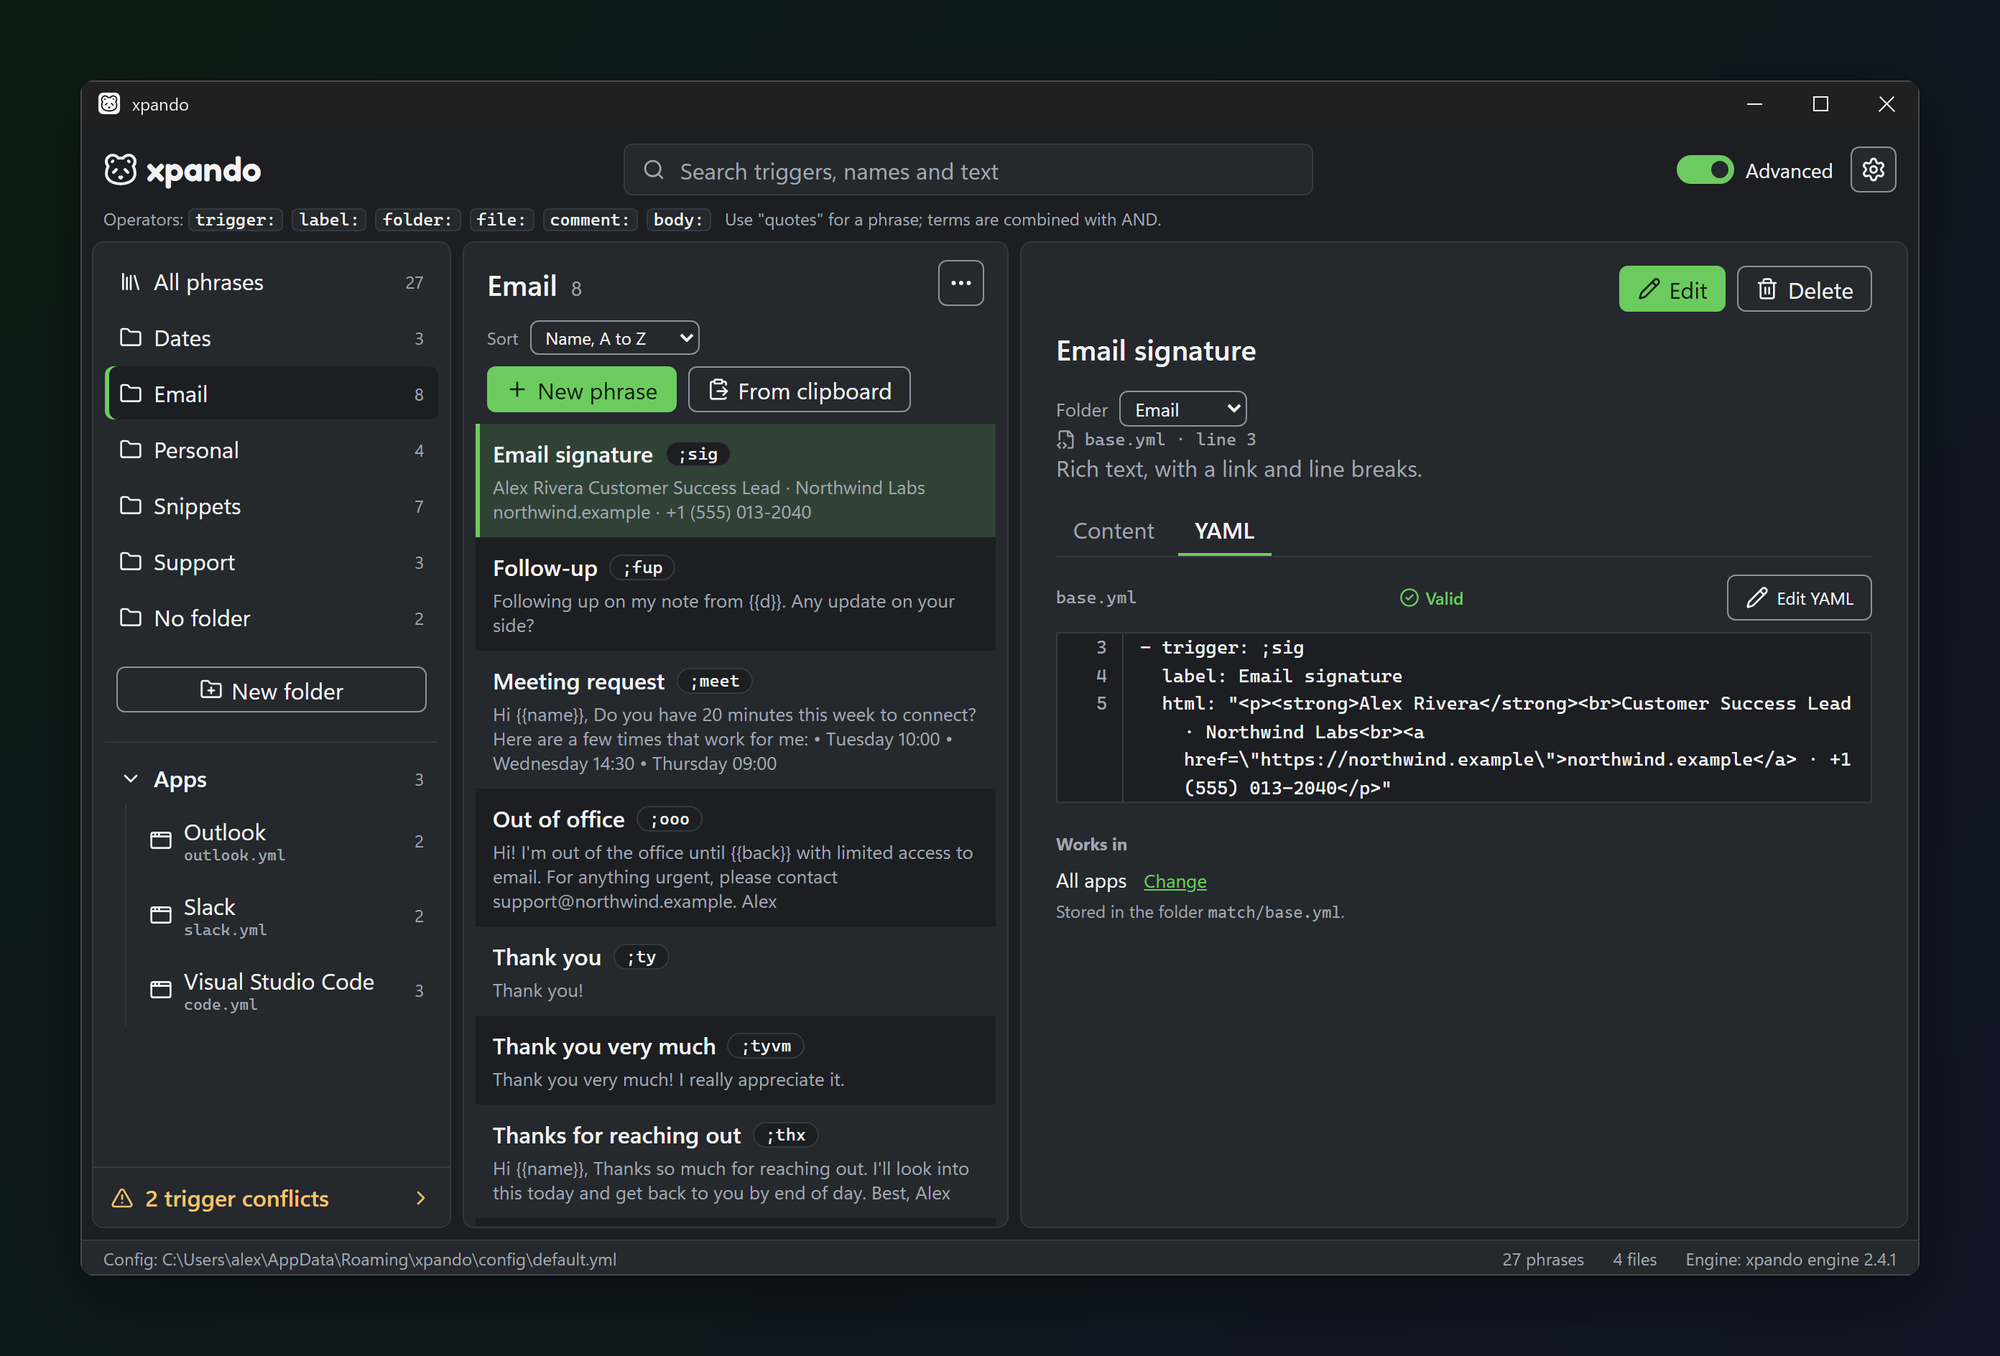 xpando
xpando
Search triggers, names and text
Advanced
Operators: trigger: label: folder: file: comment: body: Use "quotes" for a phrase; terms are combined with AND.
All phrases 27
Dates 3
Email 8
Personal 4
Snippets 7
Support 3
No folder 2
New folder
Apps 3
Outlook 2
outlook.yml
Slack 2
slack.yml
Visual Studio Code 3
code.yml
2 trigger conflicts
Email 8
Sort Name, A to Z
New phrase From clipboard
Email signature ;sig
Alex Rivera Customer Success Lead · Northwind Labs
northwind.example · +1 (555) 013-2040
Follow-up ;fup
Following up on my note from {{d}}. Any update on your
side?
Meeting request ;meet
Hi {{name}}, Do you have 20 minutes this week to connect?
Here are a few times that work for me: • Tuesday 10:00 •
Wednesday 14:30 • Thursday 09:00
Out of office ;ooo
Hi! I'm out of the office until {{back}} with limited access to
email. For anything urgent, please contact
support@northwind.example. Alex
Thank you ;ty
Thank you!
Thank you very much ;tyvm
Thank you very much! I really appreciate it.
Thanks for reaching out ;thx
Hi {{name}}, Thanks so much for reaching out. I'll look into
this today and get back to you by end of day. Best, Alex
Edit Delete
Email signature
Folder Email
base.yml · line 3
Rich text, with a link and line breaks.
Content YAML
base.yml Valid Edit YAML
3 - trigger: ;sig
4 label: Email signature
5 html: "<p><strong>Alex Rivera</strong><br>Customer Success Lead
· Northwind Labs<br><a
href=\"https://northwind.example\">northwind.example</a> · +1
(555) 013-2040</p>"
Works in
All apps Change
Stored in the folder match/base.yml.
Config: C:\Users\alex\AppData\Roaming\xpando\config\default.yml
27 phrases 4 files Engine: xpando engine 2.4.1